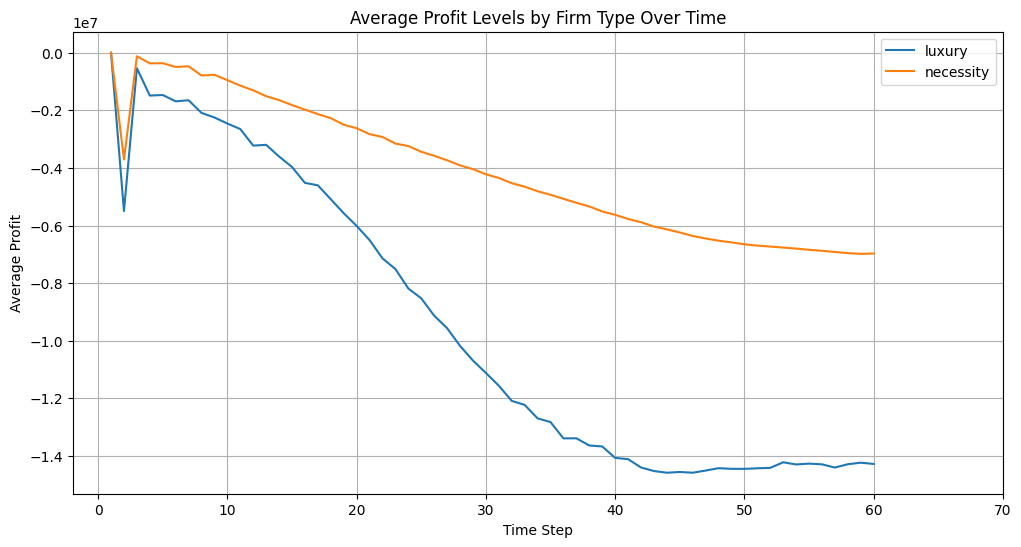 Average Profit Levels by Firm Type Over Time
1e7
luxury
necessity
0.0
−0.2
−0.4
−0.6
−0.8
−1.0
−1.2
−1.4
Average Profit
0 10 20 30 40 50 60 70
Time Step